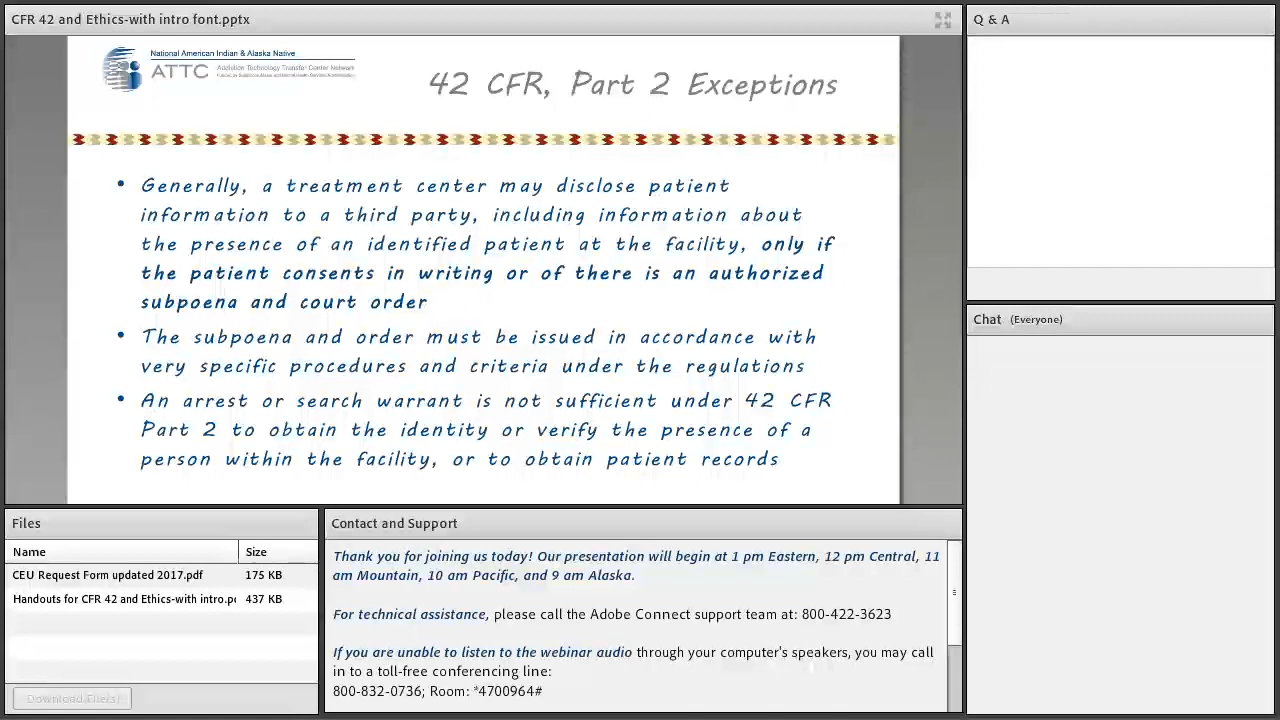 CFR 42 and Ethics-with intro font.pptx
National American Indian & Alaska Native
ATTC Addiction Technology Transfer Center Network
42 CFR, Part 2 Exceptions
• Generally, a treatment center may disclose patient
information to a third party, including information about
the presence of an identified patient at the facility, only if
the patient consents in writing or of there is an authorized
subpoena and court order
• The subpoena and order must be issued in accordance with
very specific procedures and criteria under the regulations
• An arrest or search warrant is not sufficient under 42 CFR
Part 2 to obtain the identity or verify the presence of a
person within the facility, or to obtain patient records
Q & A
Chat (Everyone)
Files
Name Size
CEU Request Form updated 2017.pdf 175 KB
Handouts for CFR 42 and Ethics-with intro.pc 437 KB
Download File(s)
Contact and Support
Thank you for joining us today! Our presentation will begin at 1 pm Eastern, 12 pm Central, 11
am Mountain, 10 am Pacific, and 9 am Alaska.
For technical assistance, please call the Adobe Connect support team at: 800-422-3623
If you are unable to listen to the webinar audio through your computer's speakers, you may call
in to a toll-free conferencing line:
800-832-0736; Room: *4700964#